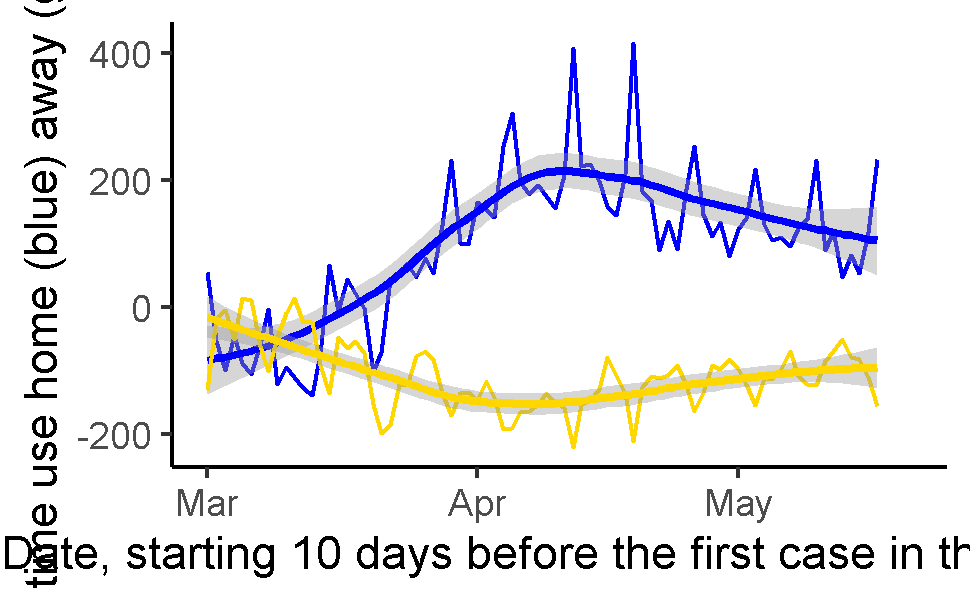 time use home (blue) away (
400
200
0
-200
Mar Apr May
Date, starting 10 days before the first case in th